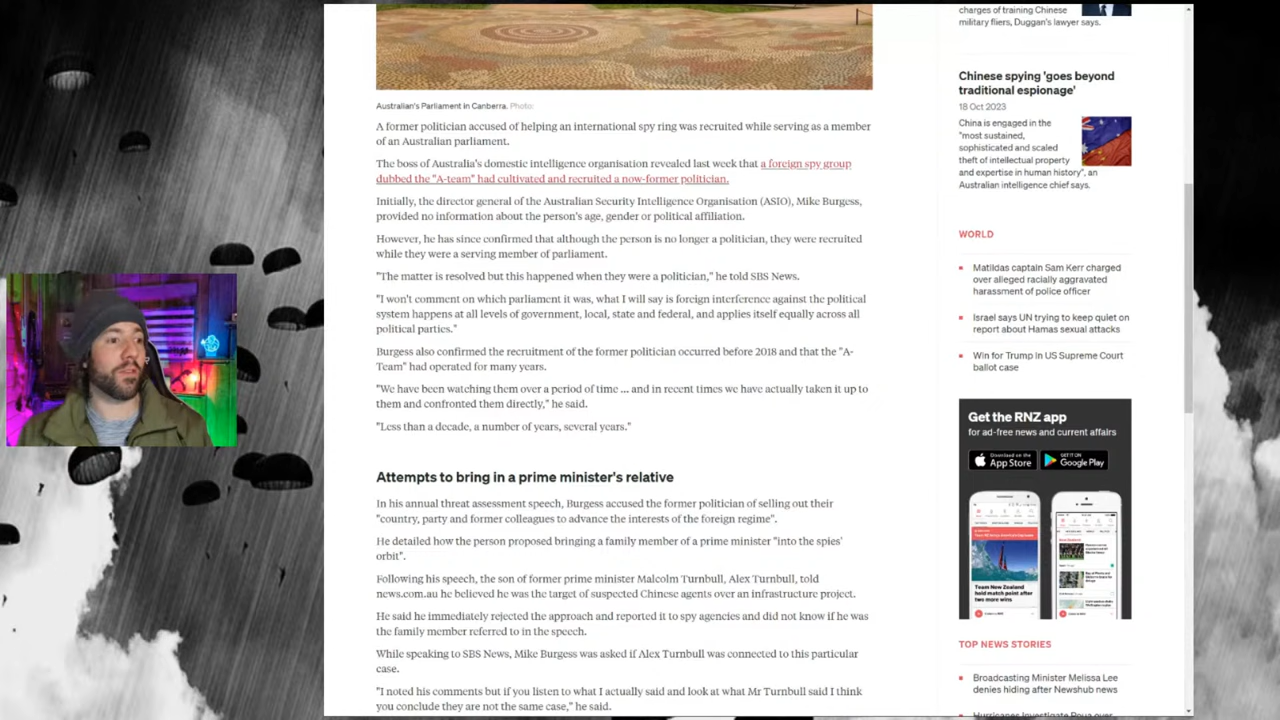 Australian's Parliament in Canberra. Photo:
A former politician accused of helping an international spy ring was recruited while serving as a member
of an Australian parliament.
The boss of Australia's domestic intelligence organisation revealed last week that a foreign spy group
dubbed the "A-team" had cultivated and recruited a now-former politician.
Initially, the director general of the Australian Security Intelligence Organisation (ASIO), Mike Burgess,
provided no information about the person's age, gender or political affiliation.
However, he has since confirmed that although the person is no longer a politician, they were recruited
while they were a serving member of parliament.
"The matter is resolved but this happened when they were a politician," he told SBS News.
"I won't comment on which parliament it was, what I will say is foreign interference against the political
system happens at all levels of government, local, state and federal, and applies itself equally across all
political parties."
Burgess also confirmed the recruitment of the former politician occurred before 2018 and that the "A-
Team" had operated for many years.
"We have been watching them over a period of time ... and in recent times we have actually taken it up to
them and confronted them directly," he said.
"Less than a decade, a number of years, several years."
Attempts to bring in a prime minister's relative
In his annual threat assessment speech, Burgess accused the former politician of selling out their
"country, party and former colleagues to advance the interests of the foreign regime".
detailed how the person proposed bringing a family member of a prime minister "into the spies'
orbit".
llowing his speech, the son of former prime minister Malcolm Turnbull, Alex Turnbull, told
ws.com.au he believed he was the target of suspected Chinese agents over an infrastructure project.
said he immediately rejected the approach and reported it to spy agencies and did not know if he was
the family member referred to in the speech.
While speaking to SBS News, Mike Burgess was asked if Alex Turnbull was connected to this particular
case.
"I noted his comments but if you listen to what I actually said and look at what Mr Turnbull said I think
you conclude they are not the same case," he said.
charges of training Chinese
military fliers, Duggan's lawyer says.
Chinese spying 'goes beyond
traditional espionage'
18 Oct 2023
China is engaged in the
"most sustained,
sophisticated and scaled
theft of intellectual property
and expertise in human history", an
Australian intelligence chief says.
WORLD
Matildas captain Sam Kerr charged
over alleged racially aggravated
harassment of police officer
Israel says UN trying to keep quiet on
report about Hamas sexual attacks
Win for Trump in US Supreme Court
ballot case
Get the RNZ app
for ad-free news and current affairs
Download on the
App Store
GET IT ON
Google Play
Team New Zealand
hold match point after
two more wins
TOP NEWS STORIES
Broadcasting Minister Melissa Lee
denies hiding after Newshub news
Hurricanes investigate Poua over